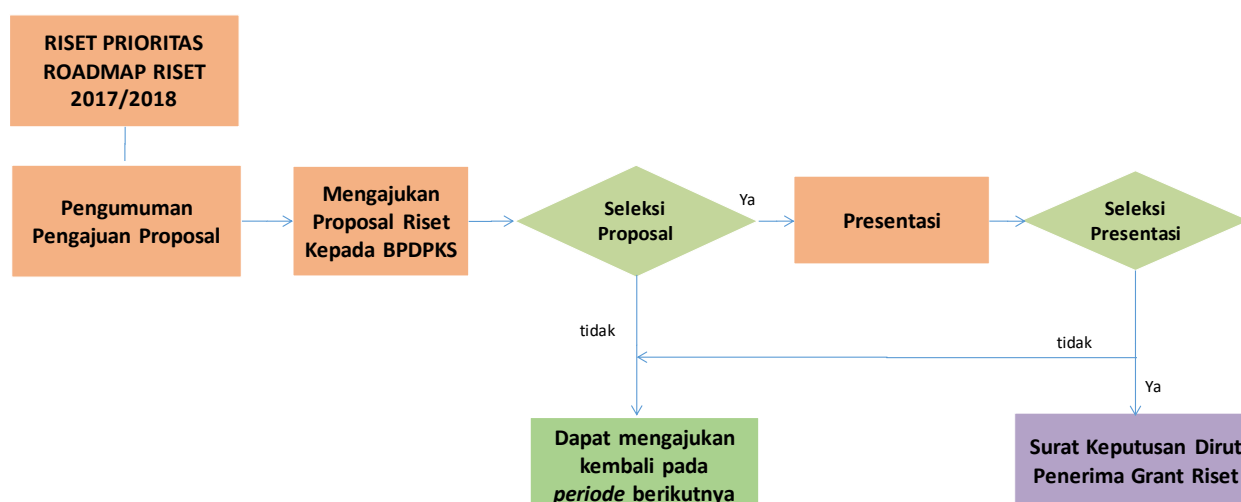 RISET PRIORITAS
ROADMAP RISET
2017/2018
Pengumuman
Pengajuan Proposal
Mengajukan
Proposal Riset
Kepada BPDPKS
Seleksi
Proposal
Ya
Presentasi
Seleksi
Presentasi
tidak
tidak
Ya
Dapat mengajukan
kembali pada
periode berikutnya
Surat Keputusan Dirut
Penerima Grant Riset